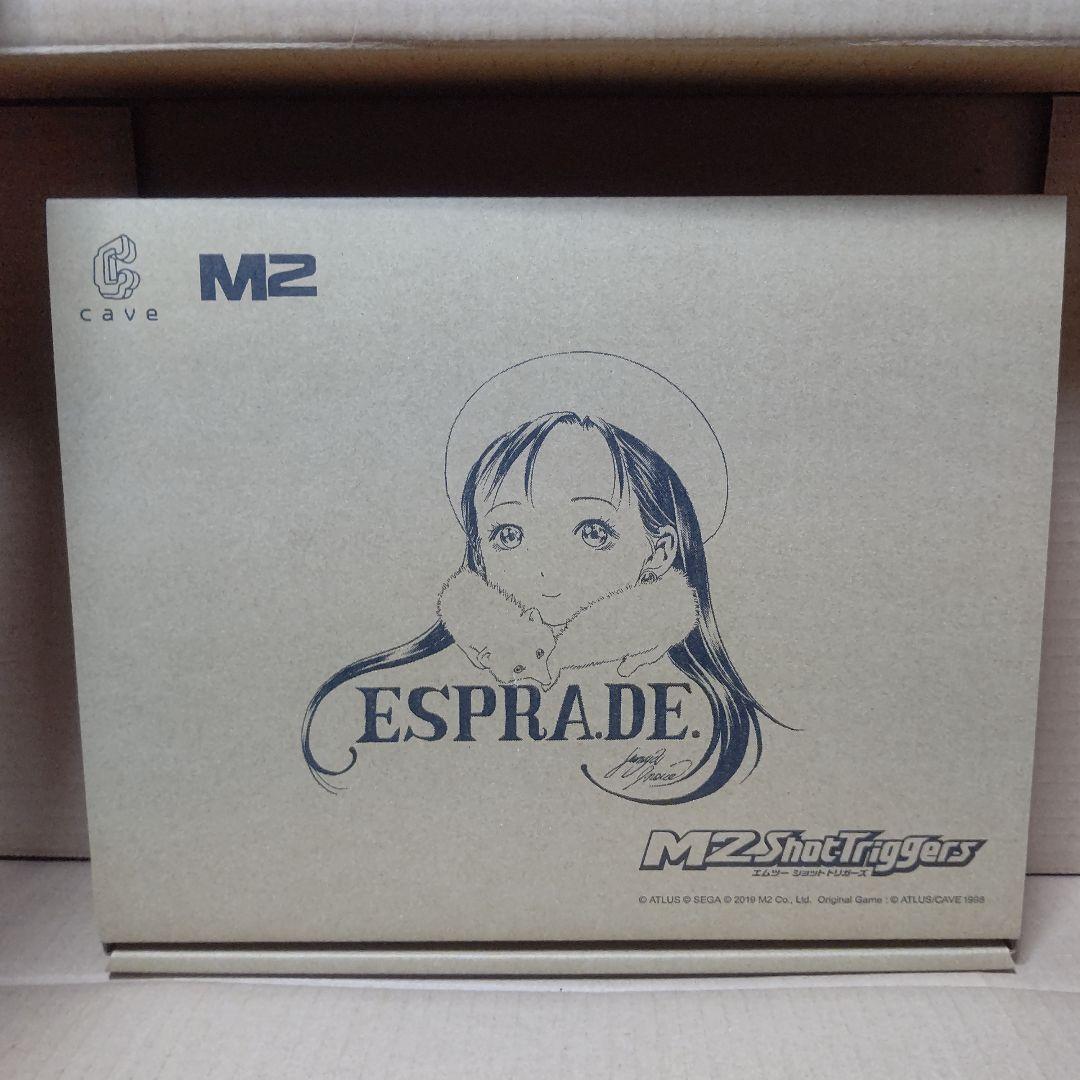 cave
M2
ESPRA.DE.
M2 ShotTriggers
エムツー ショットトリガーズ
© ATLUS © SEGA © 2019 M2 Co., Ltd. Original Game : © ATLUS/CAVE 1998